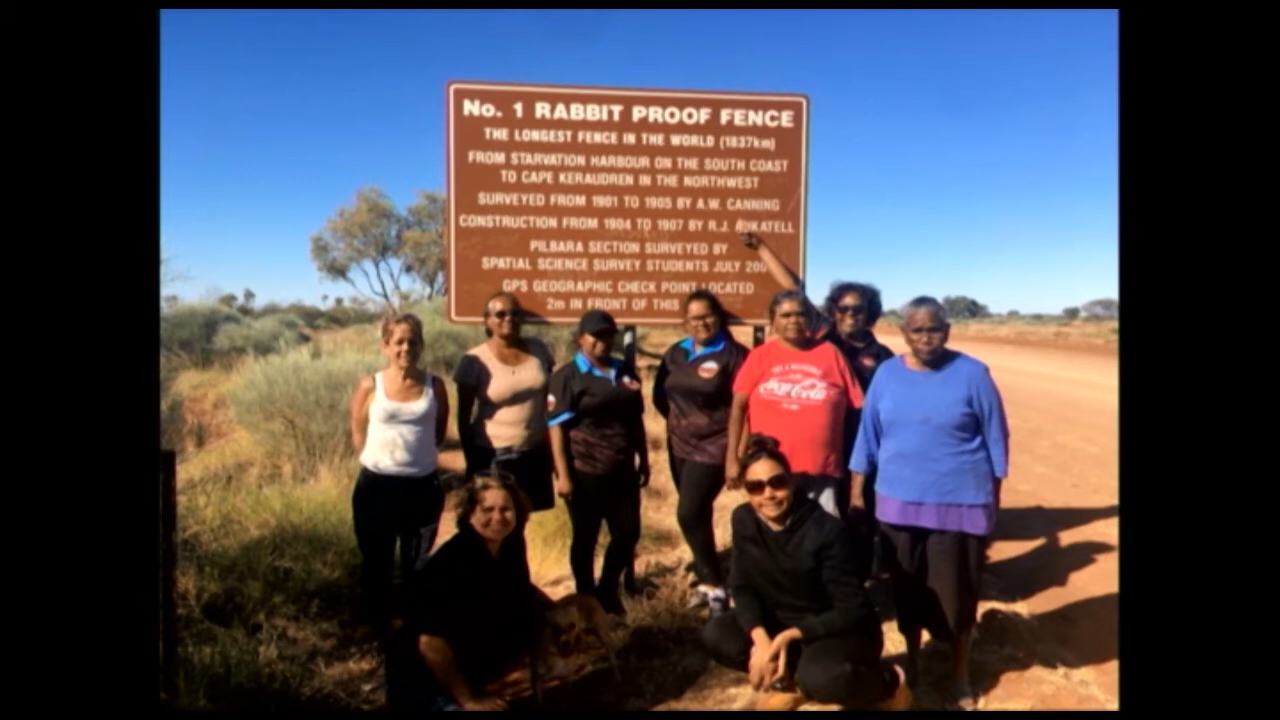 No. 1 RABBIT PROOF FENCE
THE LONGEST FENCE IN THE WORLD (1837km)
FROM STARVATION HARBOUR ON THE SOUTH COAST
TO CAPE KERAUDREN IN THE NORTHWEST
SURVEYED FROM 1901 TO 1905 BY A.W. CANNING
CONSTRUCTION FROM 1904 TO 1907 BY R.J.
PILBARA SECTION SURVEYED BY
SPATIAL SCIENCE SURVEY STUDENTS JULY
GPS GEOGRAPHIC CHECK POINT LOCATED
2m IN FRONT OF THIS
Coca-Cola